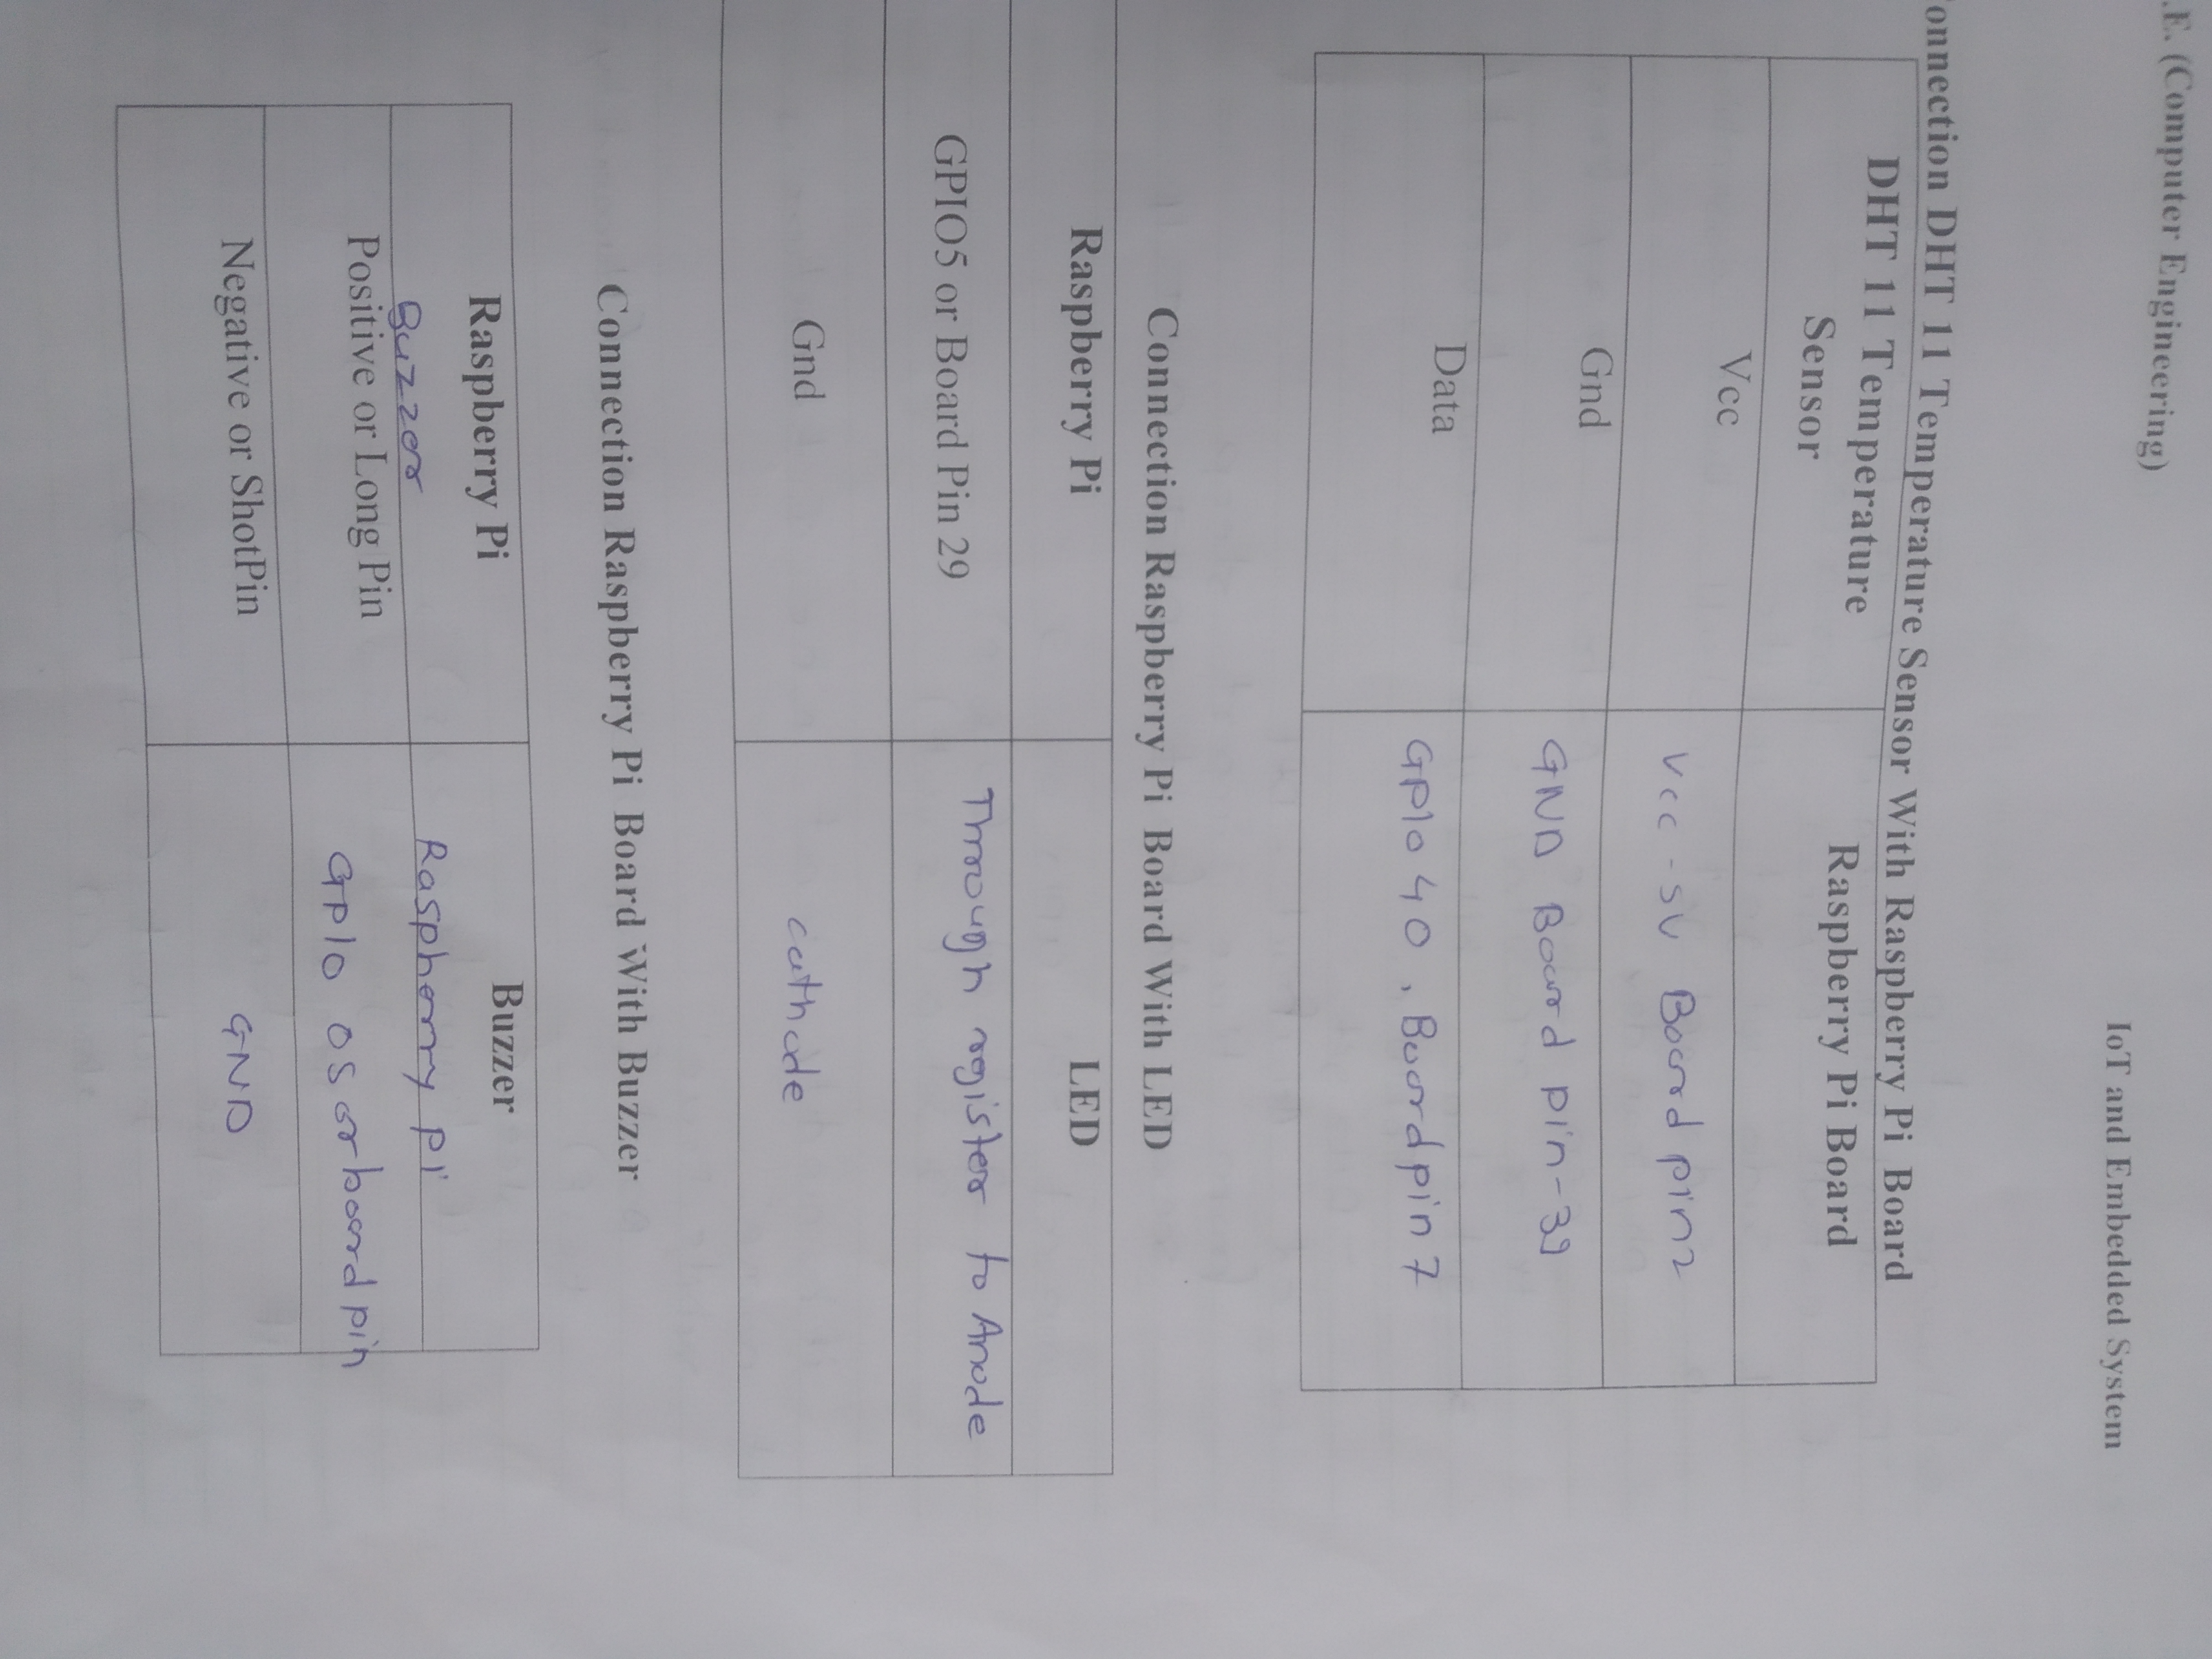 .E. (Computer Engineering) IoT and Embedded System
onnection DHT 11 Temperature Sensor With Raspberry Pi Board
DHT 11 Temperature Raspberry Pi Board
Sensor
Vcc Vcc - 5V Board pin2
Gnd GND Board pin-39
Data GPIO 40, Board pin 7
Connection Raspberry Pi Board With LED
Raspberry Pi LED
GPIO5 or Board Pin 29 Through register to Anode
Gnd cathode
Connection Raspberry Pi Board With Buzzer
Raspberry Pi Buzzer
Buzzer Raspherry pi
Positive or Long Pin GPIO 05 or board pin
Negative or ShotPin GND